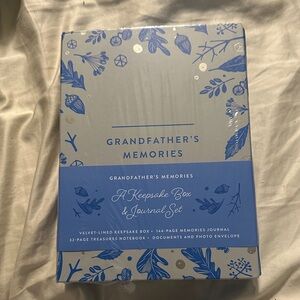 GRANDFATHER'S
MEMORIES
GRANDFATHER'S MEMORIES
A Keepsake Box
& Journal Set
VELVET-LINED KEEPSAKE BOX • 144-PAGE MEMORIES JOURNAL
32-PAGE TREASURES NOTEBOOK • DOCUMENTS AND PHOTO ENVELOPE